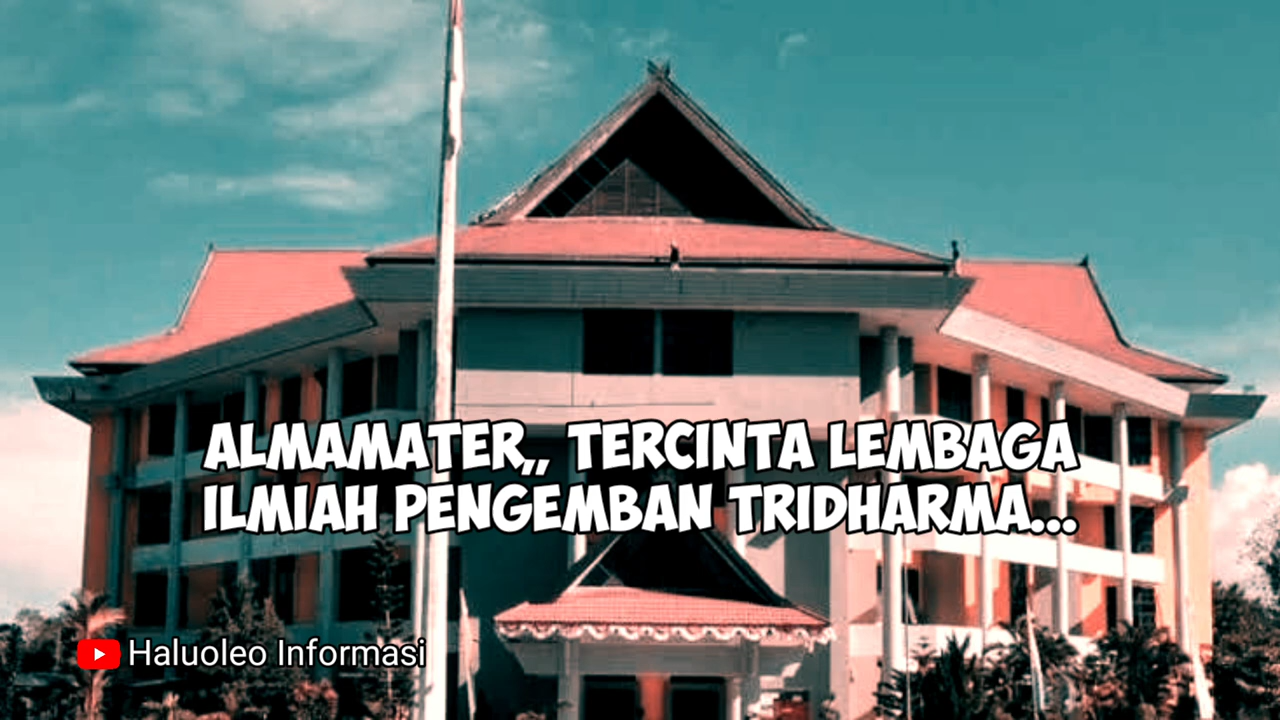 ALMAMATER,, TERCINTA LEMBAGA
ILMIAH PENGEMBAN TRIDHARMA...
Haluoleo Informasi